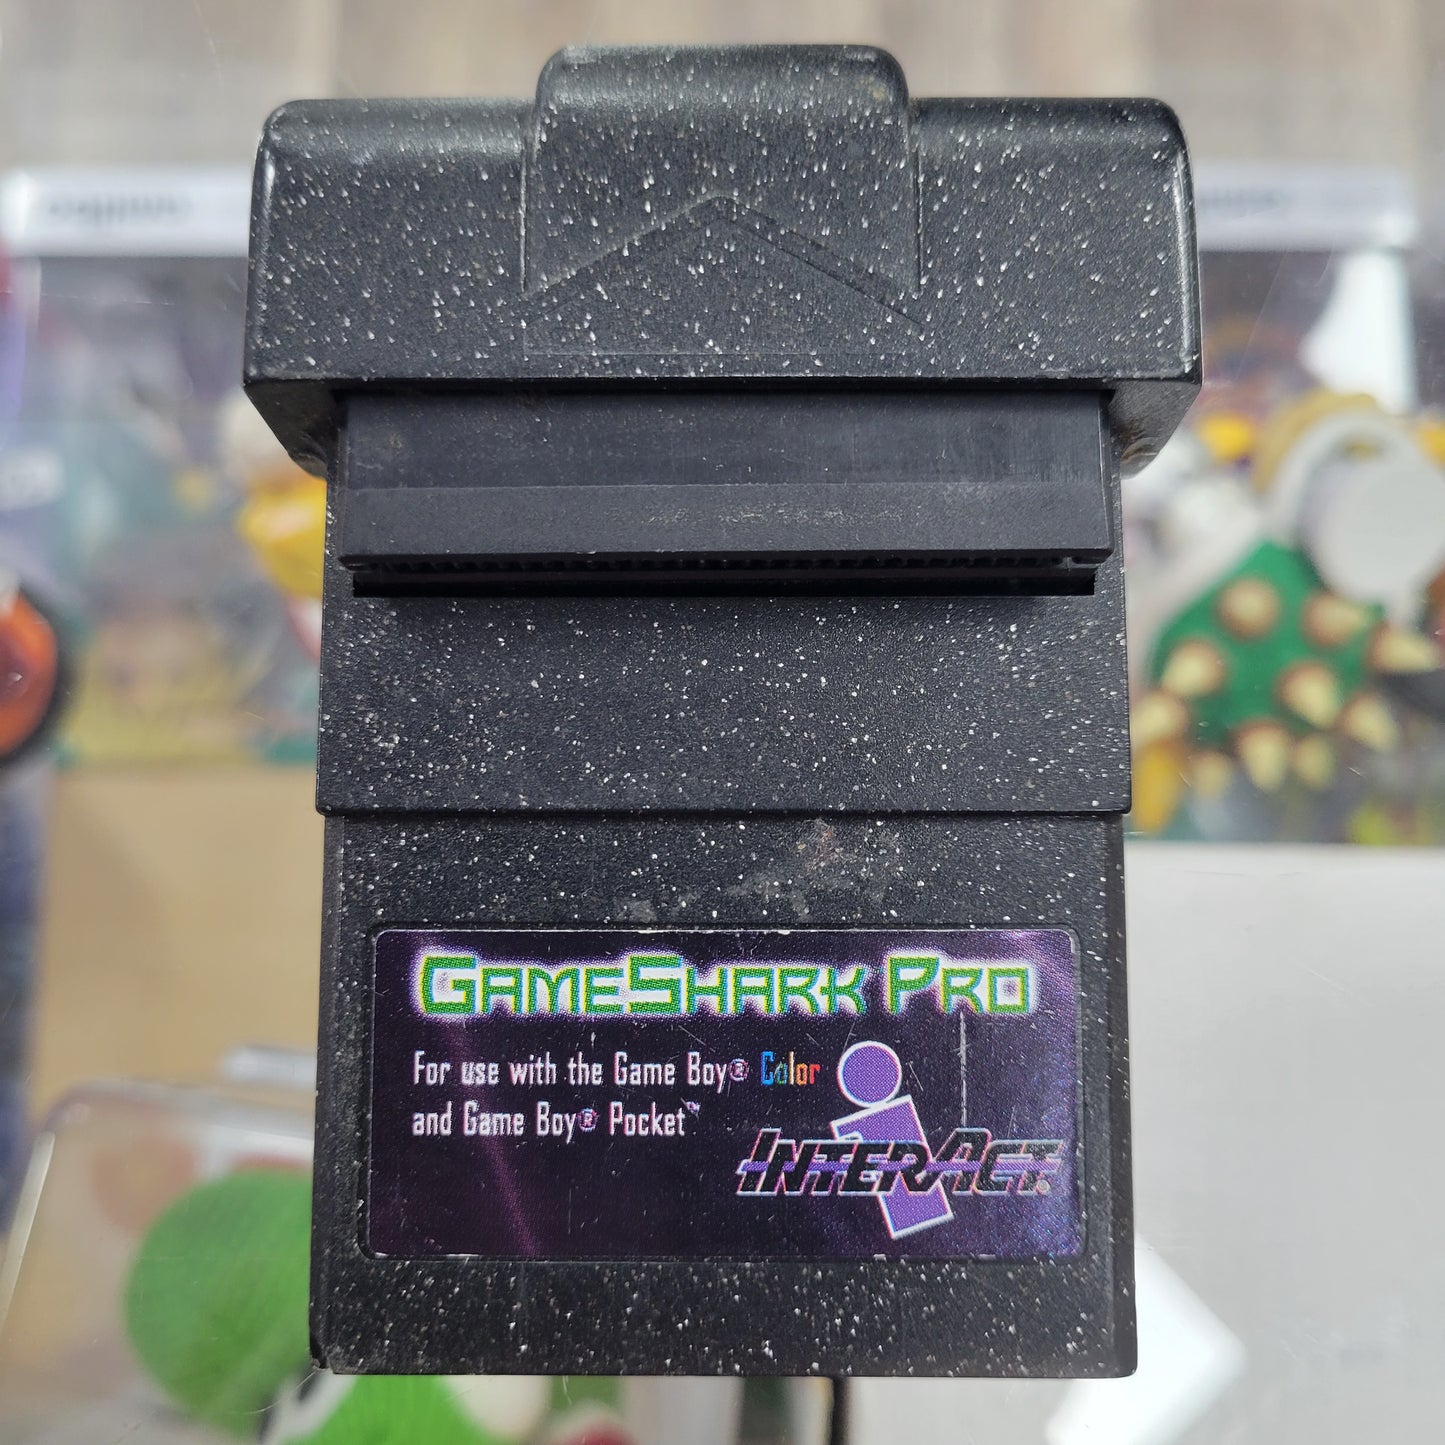 GameShark Pro
For use with the Game Boy® Color
and Game Boy® Pocket™
InterAct®